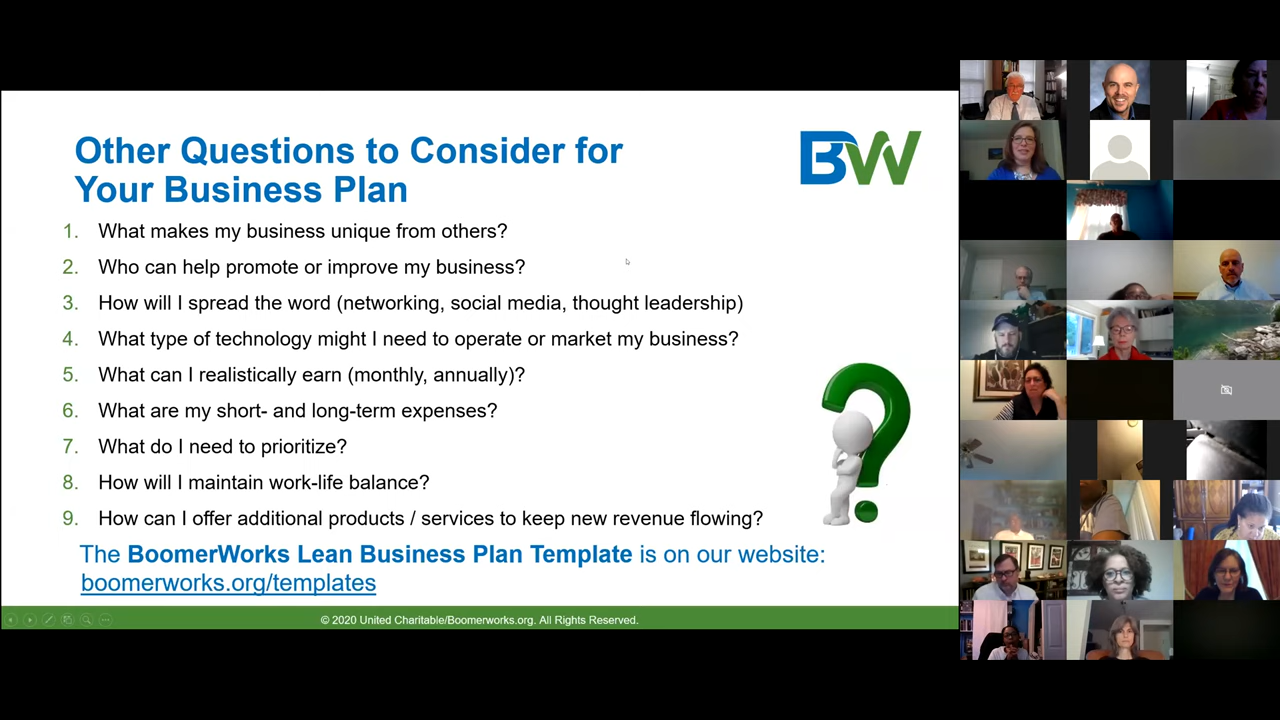 Other Questions to Consider for
Your Business Plan
BW
1. What makes my business unique from others?
2. Who can help promote or improve my business?
3. How will I spread the word (networking, social media, thought leadership)
4. What type of technology might I need to operate or market my business?
5. What can I realistically earn (monthly, annually)?
6. What are my short- and long-term expenses?
7. What do I need to prioritize?
8. How will I maintain work-life balance?
9. How can I offer additional products / services to keep new revenue flowing?
The BoomerWorks Lean Business Plan Template is on our website:
boomerworks.org/templates
© 2020 United Charitable/Boomerworks.org. All Rights Reserved.